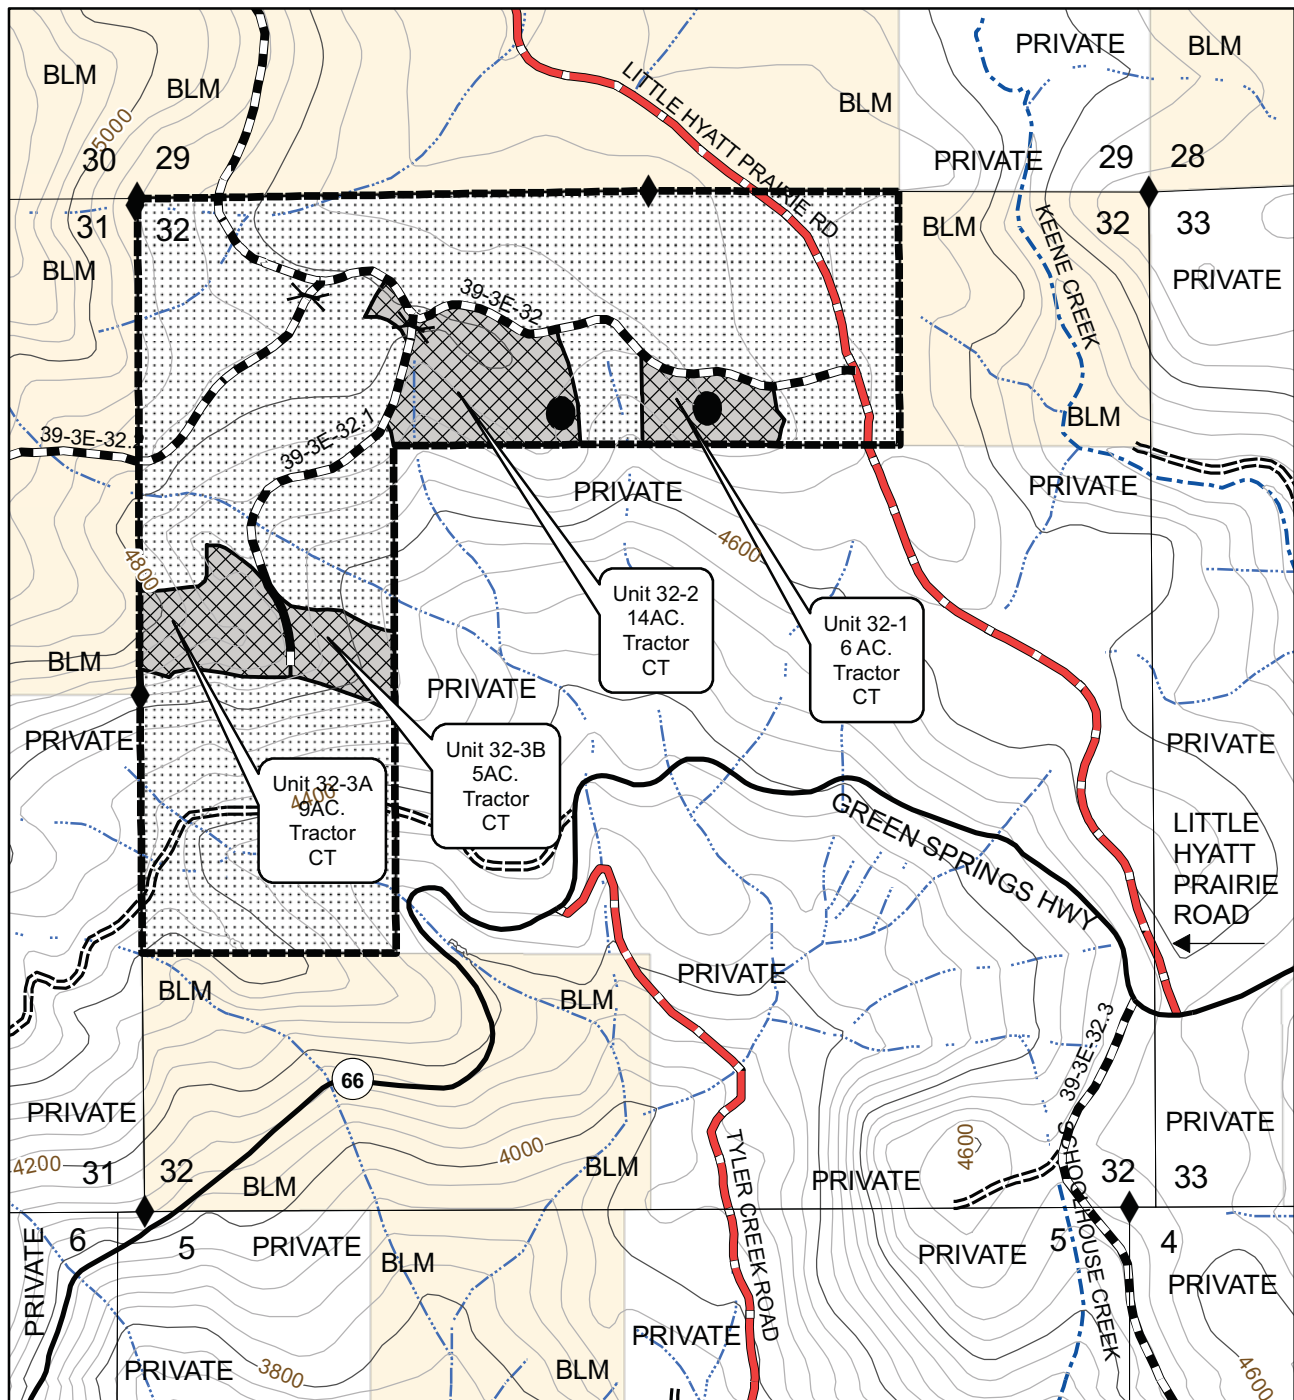 PRIVATE
BLM
BLM
BLM
LITTLE HYATT PRAIRIE RD
BLM
5000
30
29
PRIVATE
29
28
31
32
BLM
BLM
32
33
KEENE CREEK
PRIVATE
39-3E-32
BLM
39-3E-32.
39-3E-32.1
PRIVATE
PRIVATE
4600
4800
Unit 32-2
14AC.
Tractor
CT
Unit 32-1
6 AC.
Tractor
CT
BLM
PRIVATE
PRIVATE
PRIVATE
Unit 32-3B
5AC.
Tractor
CT
Unit 32-3A
9AC.
Tractor
CT
4400
GREEN SPRINGS HWY
LITTLE
HYATT
PRAIRIE
ROAD
PRIVATE
BLM
BLM
39-3E-32.3
66
PRIVATE
PRIVATE
4600
4000
4200
31
32
BLM
BLM
PRIVATE
32
33
TYLER CREEK ROAD
SCHOOLHOUSE CREEK
PRIVATE
6
5
PRIVATE
BLM
PRIVATE
5
4
PRIVATE
PRIVATE
PRIVATE
3800
BLM
4600